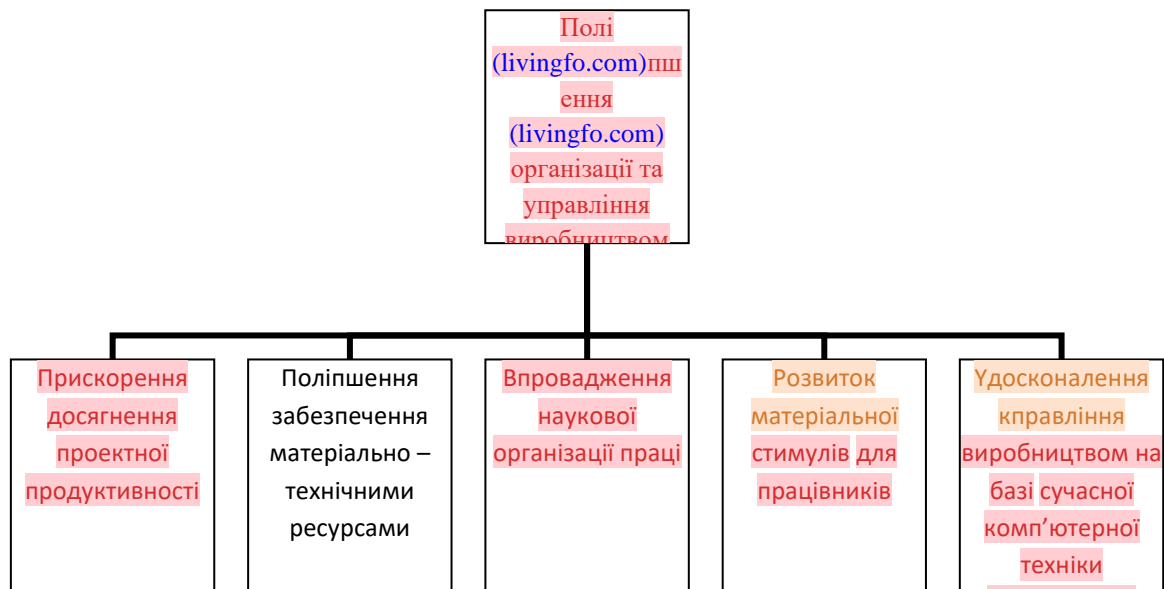 Полі
(livingfo.com)пш
ення
(livingfo.com)
організації та
управління
виробництвом
Прискорення
досягнення
проектної
продуктивності
Поліпшення
забезпечення
матеріально –
технічними
ресурсами
Впровадження
наукової
організації праці
Розвиток
матеріальної
стимулів для
працівників
Удосконалення
кправління
виробництвом на
базі сучасної
комп’ютерної
техніки